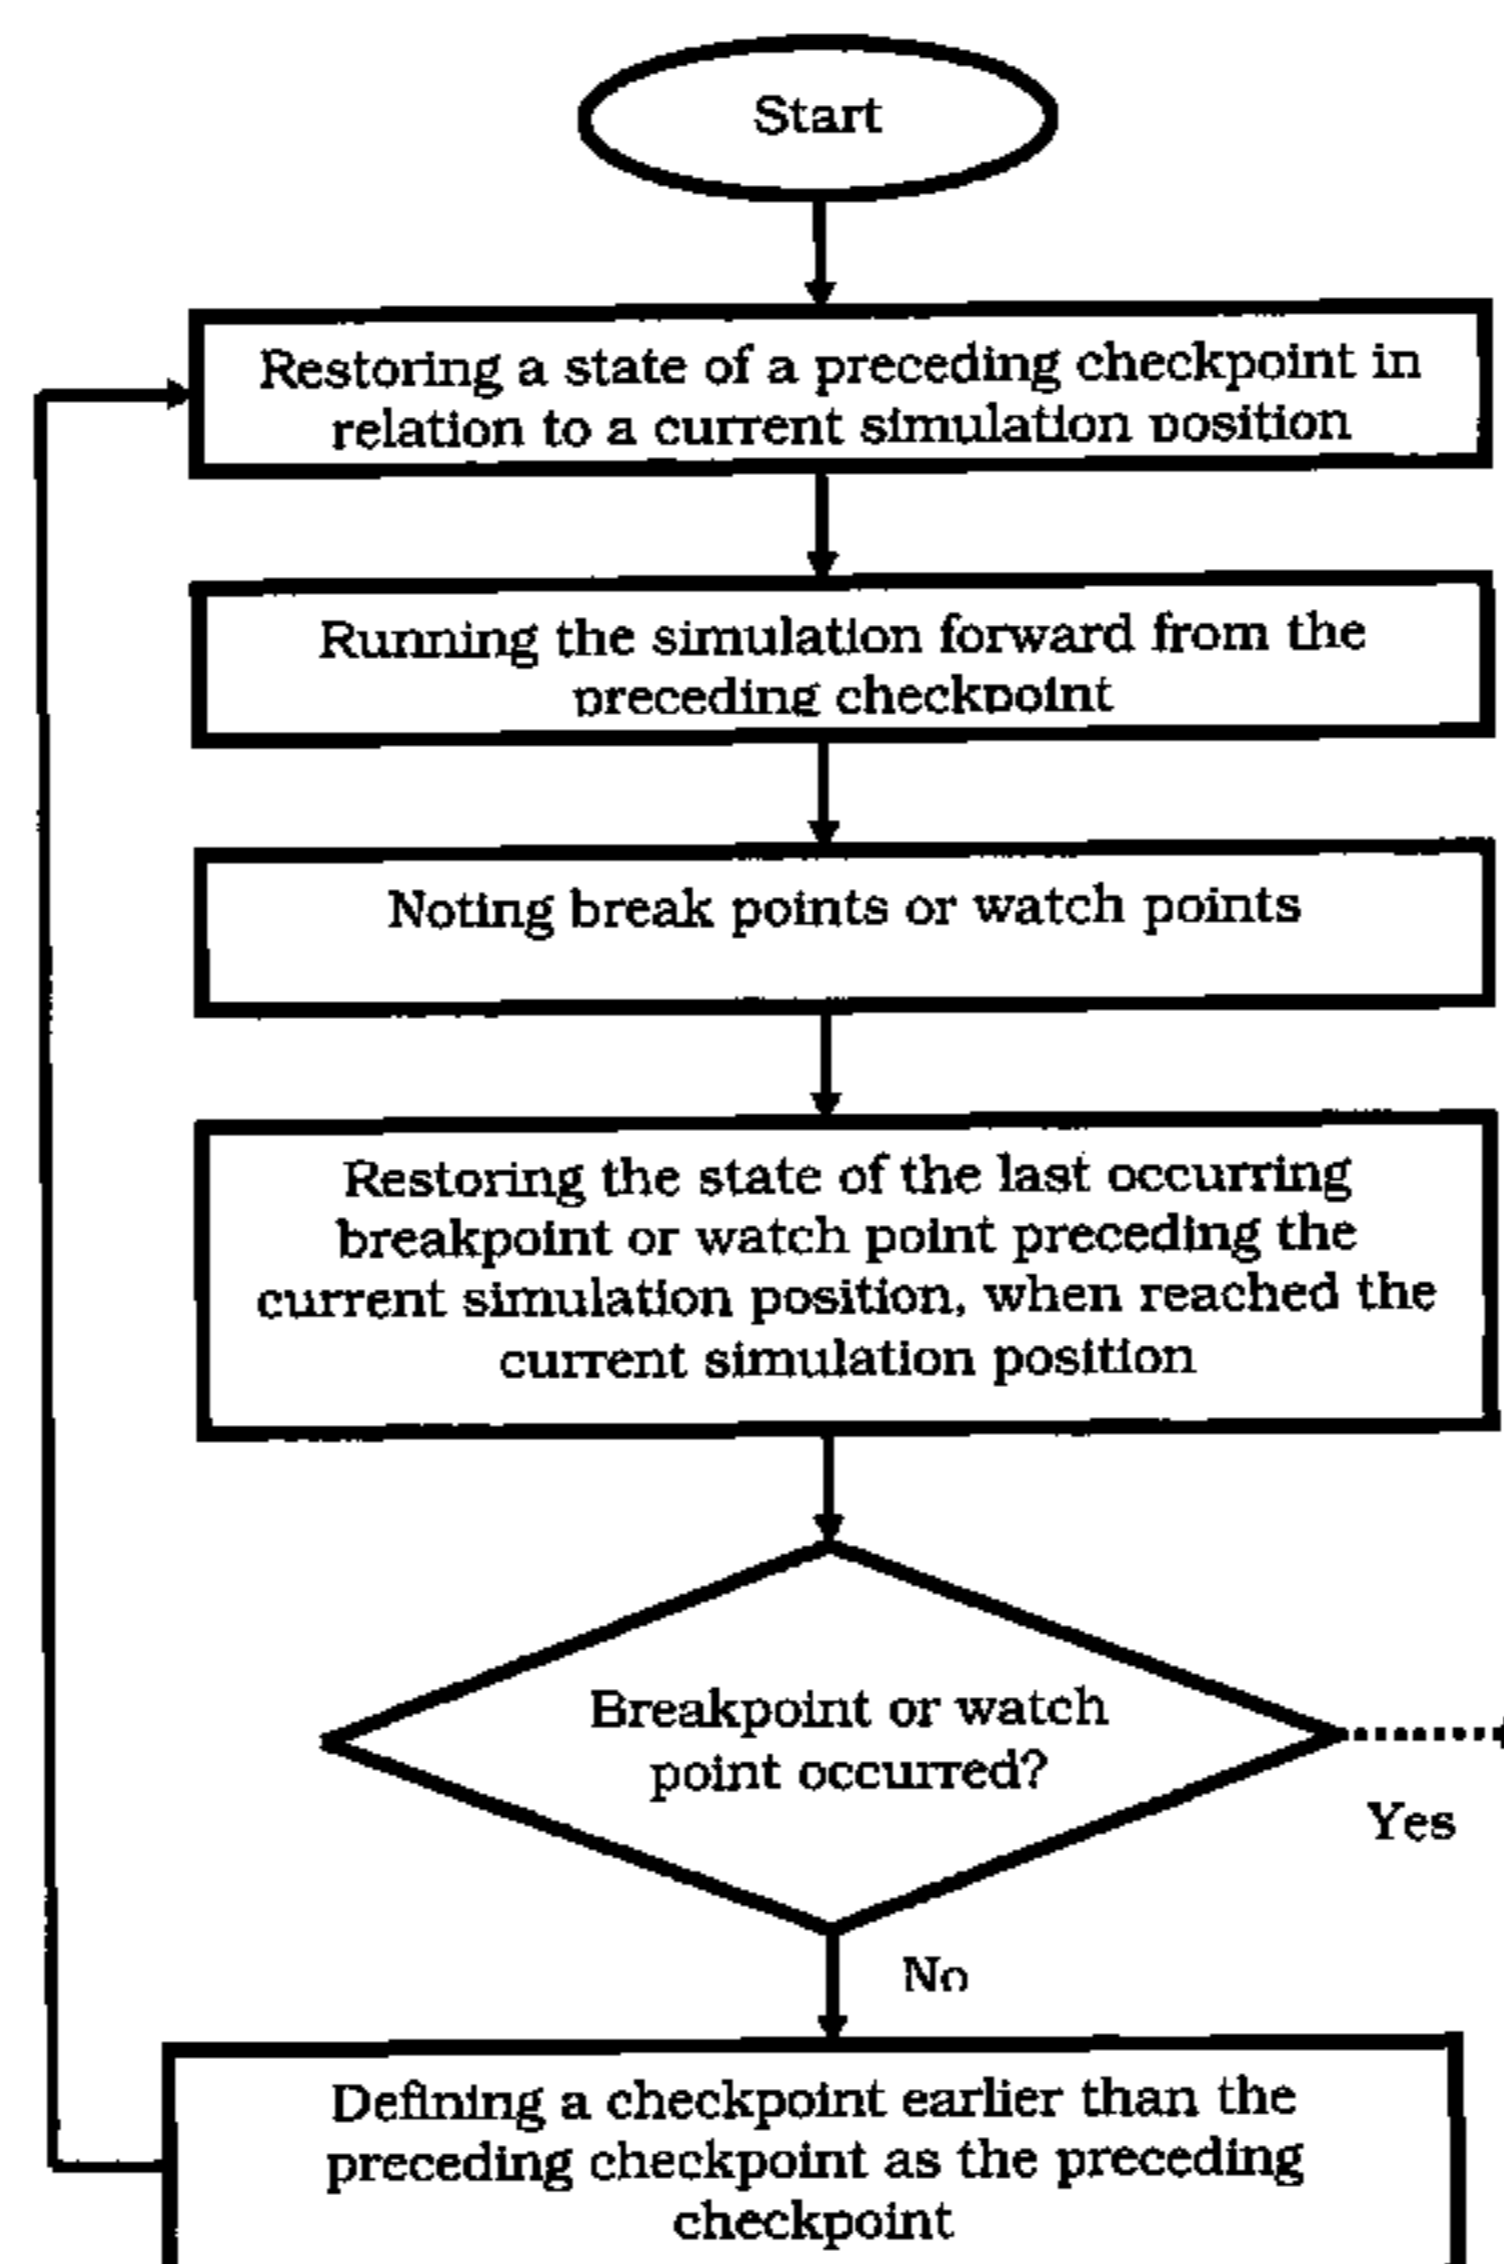 Start
Restoring a state of a preceding checkpoint in
relation to a current simulation position
Running the simulation forward from the
preceding checkpoint
Noting break points or watch points
Restoring the state of the last occurring
breakpoint or watch point preceding the
current simulation position, when reached the
current simulation position
Breakpoint or watch
point occurred?
Yes
No
Defining a checkpoint earlier than the
preceding checkpoint as the preceding
checkpoint